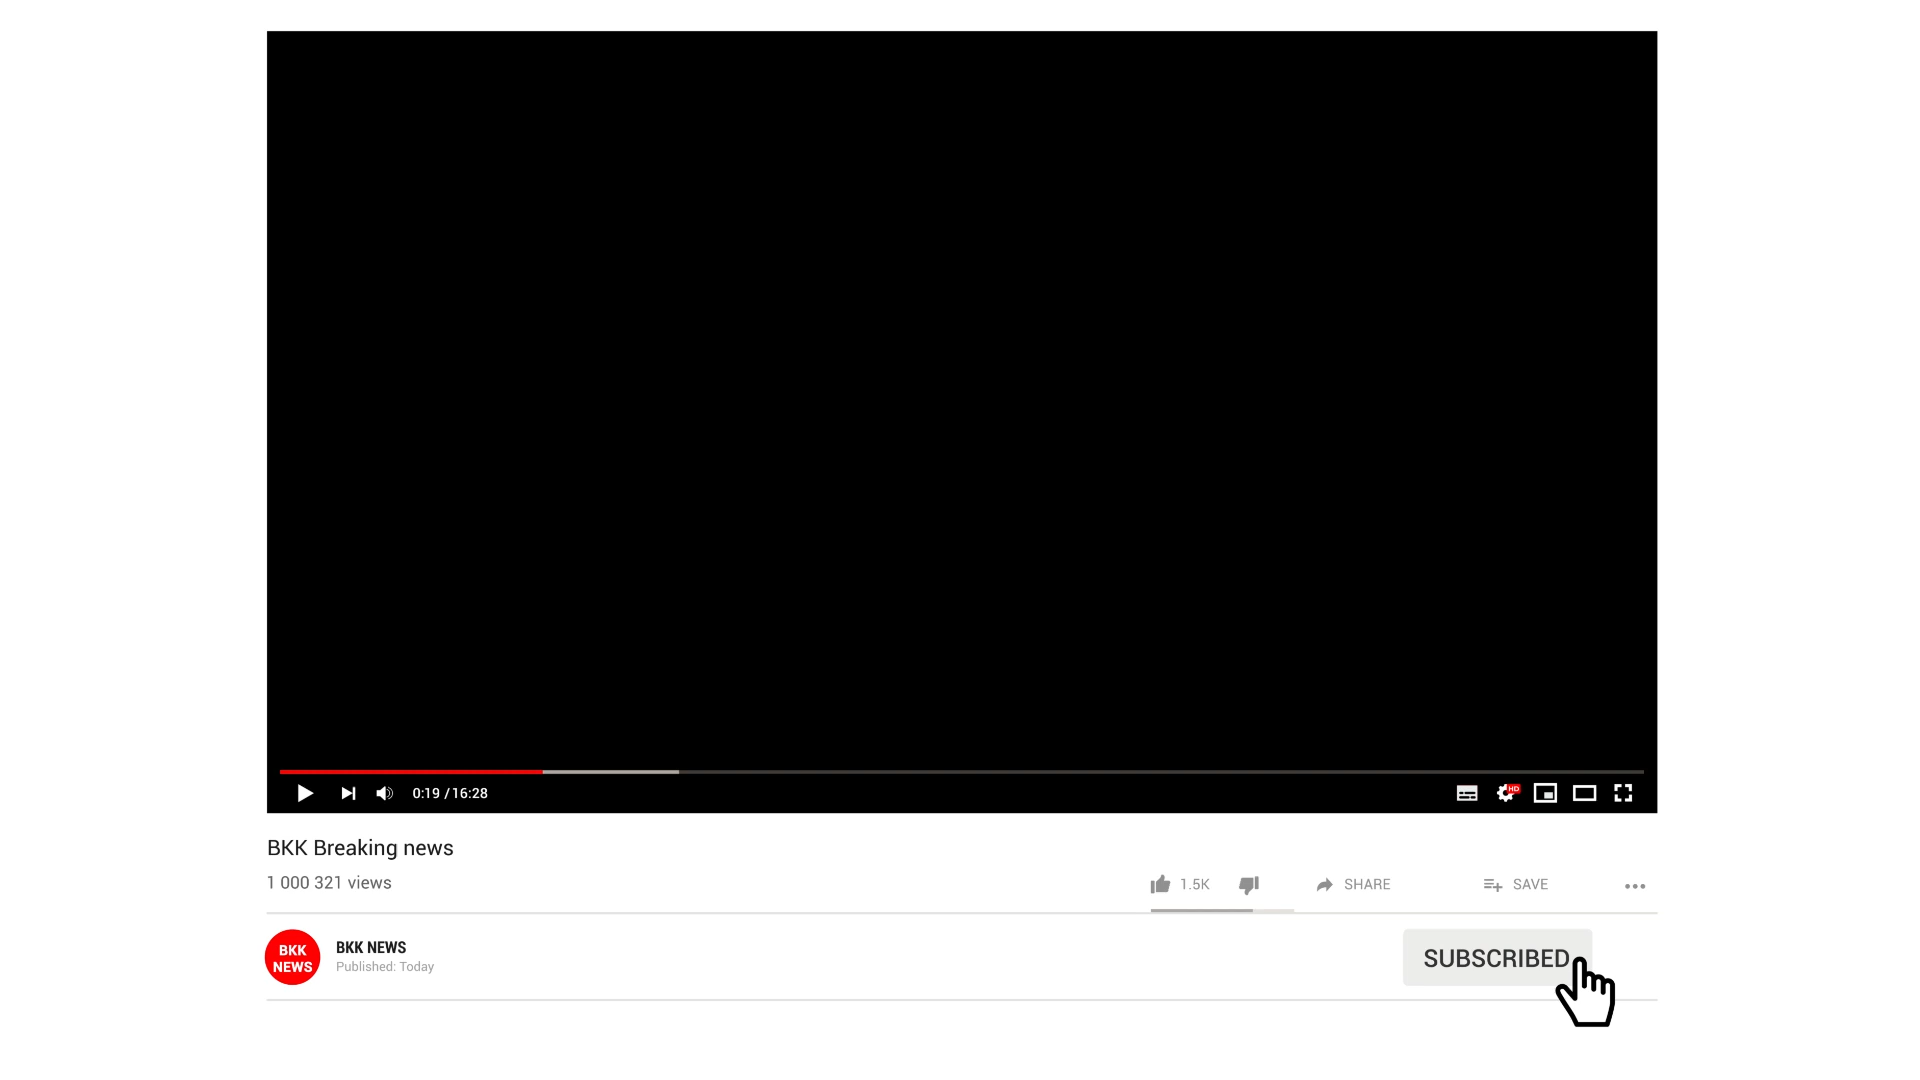 0:19 / 16:28
HD
BKK Breaking news
1 000 321 views
1.5K
SHARE
SAVE
BKK
NEWS
BKK NEWS
Published: Today
SUBSCRIBED